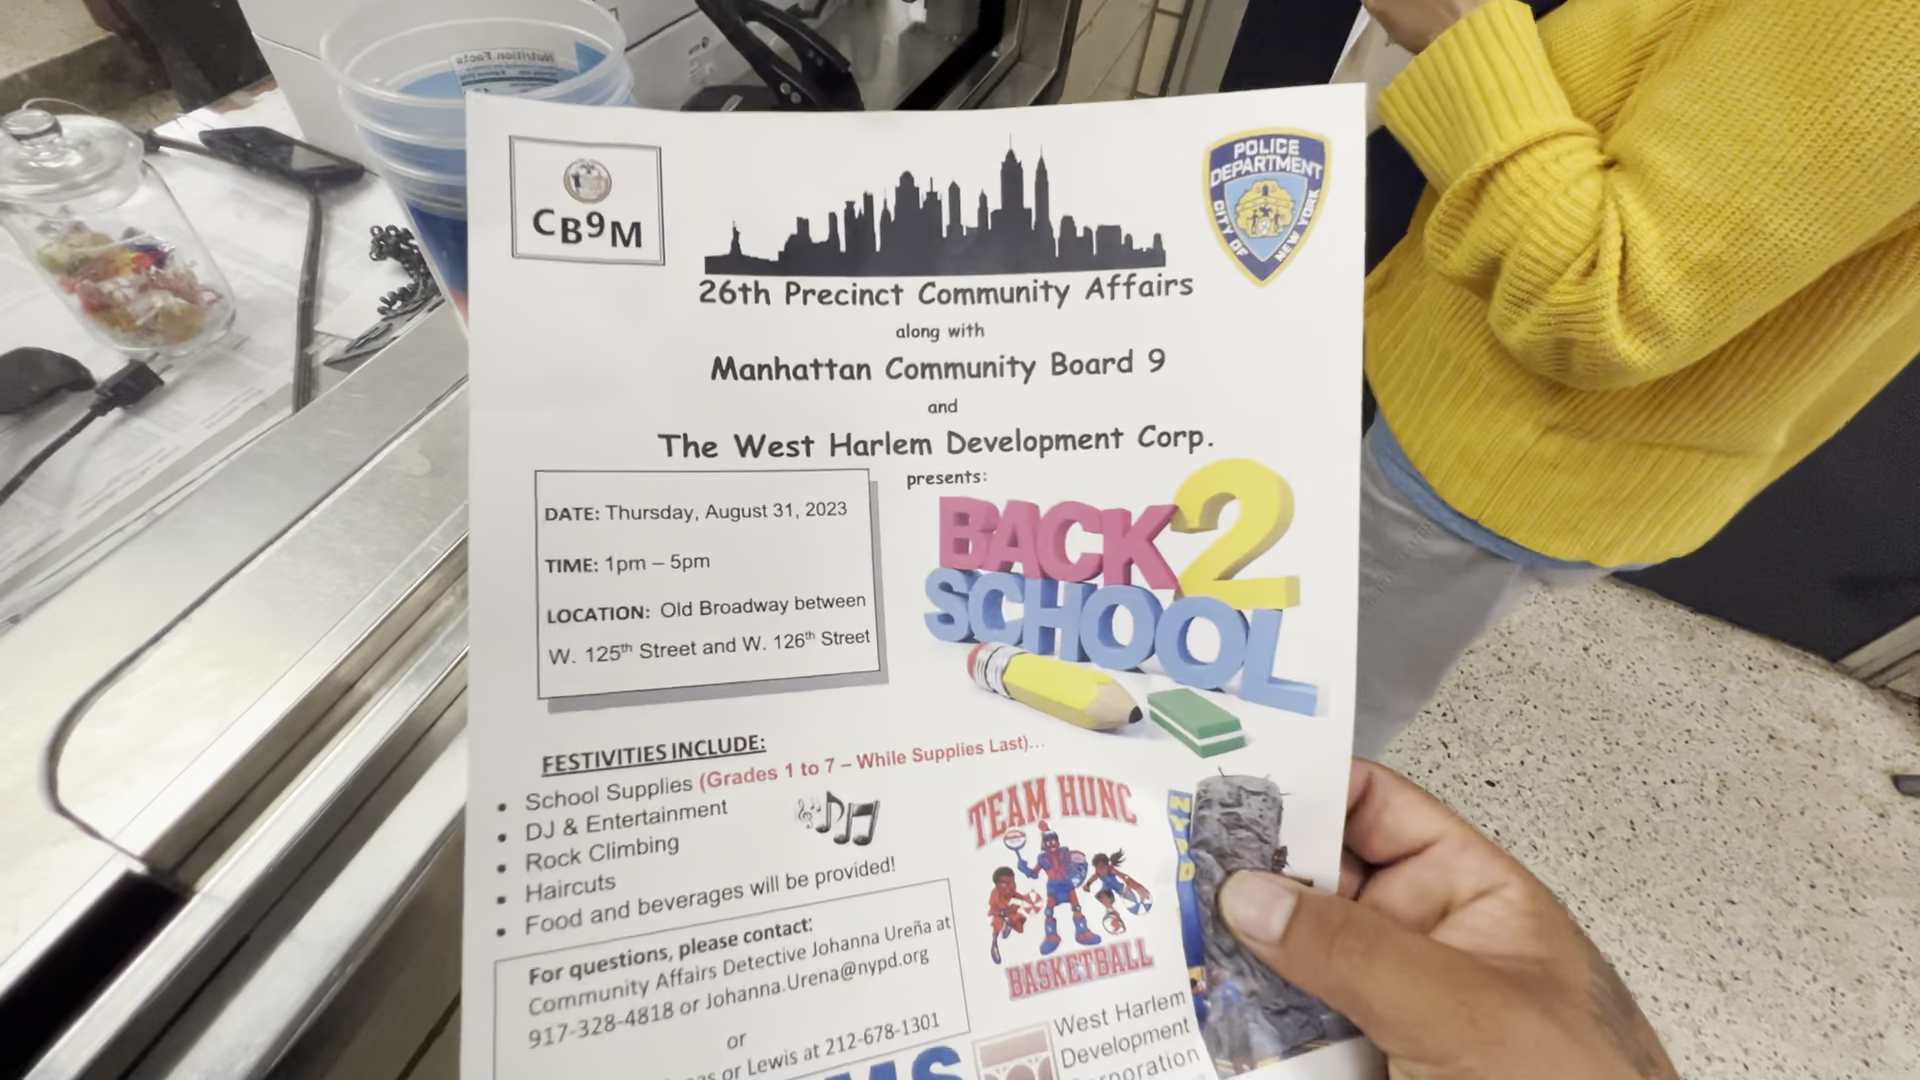 Nutrition Facts
CB9M
POLICE
DEPARTMENT
CITY OF
NEW YORK
26th Precinct Community Affairs
along with
Manhattan Community Board 9
and
The West Harlem Development Corp.
presents:
DATE: Thursday, August 31, 2023
TIME: 1pm – 5pm
LOCATION: Old Broadway between
W. 125th Street and W. 126th Street
BACK 2
SCHOOL
FESTIVITIES INCLUDE:
• School Supplies (Grades 1 to 7 – While Supplies Last)...
• DJ & Entertainment
• Rock Climbing
• Haircuts
• Food and beverages will be provided!
For questions, please contact:
Community Affairs Detective Johanna Ureña at
917-328-4818 or Johanna.Urena@nypd.org
or
or Lewis at 212-678-1301
TEAM HUNC
BASKETBALL
NYPD
West Harlem
Development